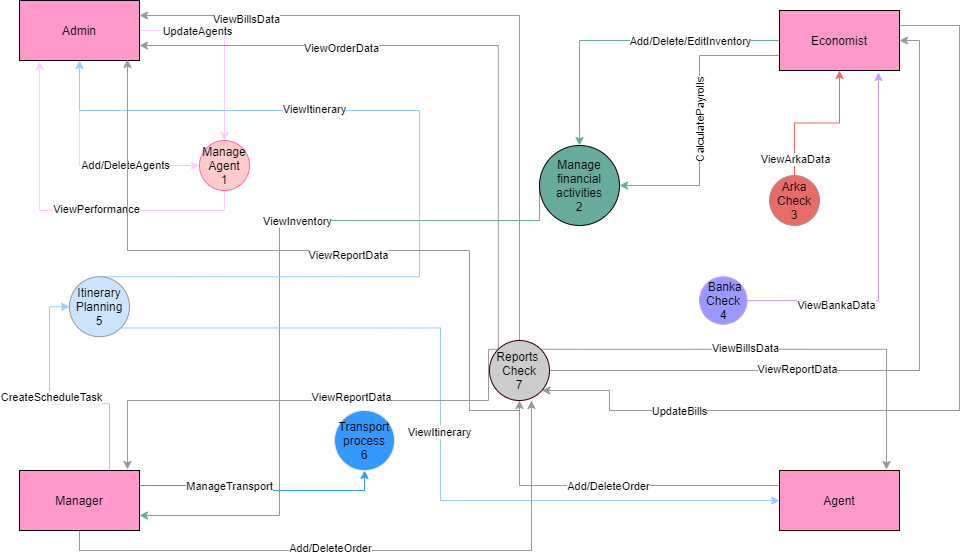 ViewBillsData
Admin
UpdateAgents
ViewOrderData
Add/Delete/EditInventory
Economist
CalculatePayrolls
ViewItinerary
Manage
Agent
1
Add/DeleteAgents
Manage
financial
activities
2
ViewArkaData
Arka
Check
3
ViewPerformance
ViewInventory
ViewReportData
Itinerary
Planning
5
Banka
Check
4
ViewBankaData
ViewBillsData
Reports
Check
7
ViewReportData
CreateScheduleTask
ViewReportData
UpdateBills
Transport
process
6
ViewItinerary
ManageTransport
Add/DeleteOrder
Manager
Agent
Add/DeleteOrder